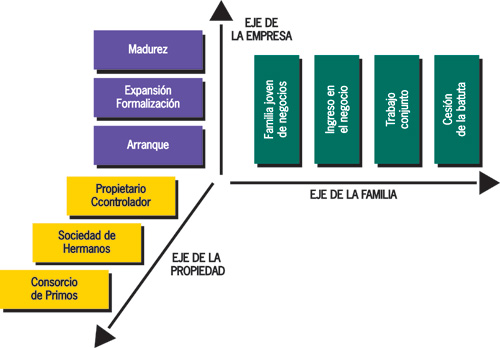 EJE DE
LA EMPRESA
Madurez
Expansión
Formalización
Arranque
Familia joven
de negocios
Ingreso en
el negocio
Trabajo
conjunto
Cesión
de la batuta
EJE DE LA FAMILIA
Propietario
Ccontrolador
Sociedad de
Hermanos
Consorcio
de Primos
EJE DE LA
PROPIEDAD